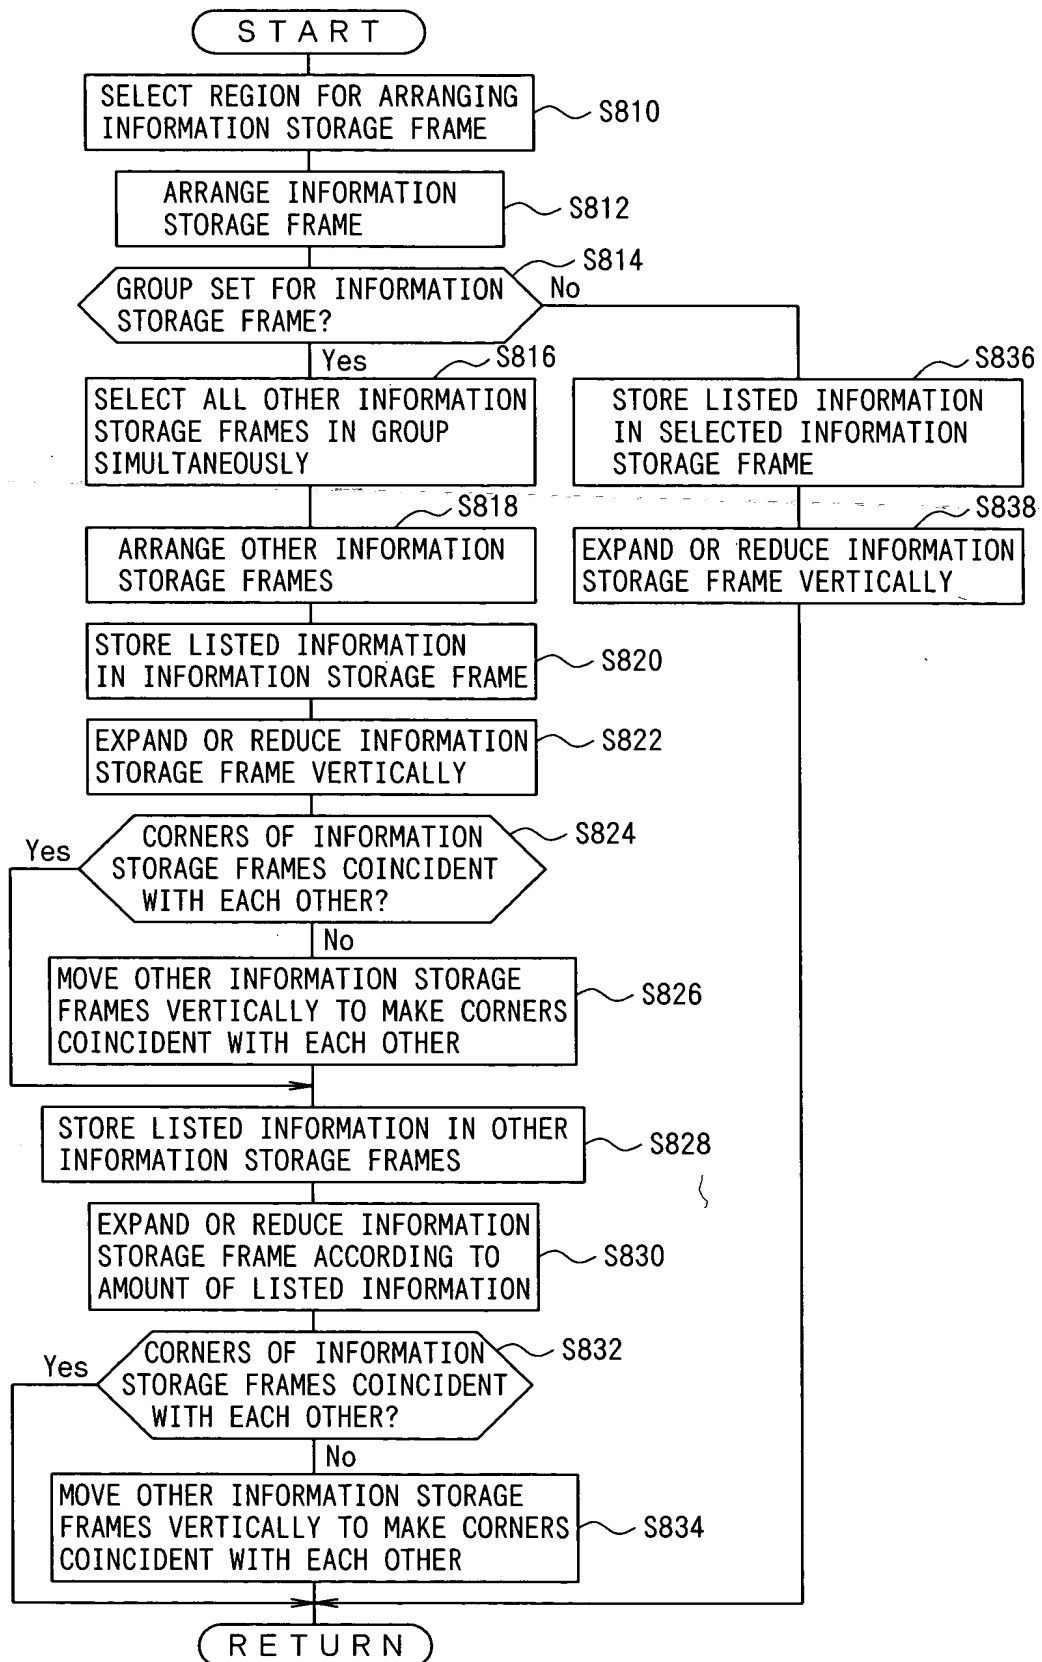 START
SELECT REGION FOR ARRANGING
INFORMATION STORAGE FRAME
S810
ARRANGE INFORMATION
STORAGE FRAME
S812
GROUP SET FOR INFORMATION
STORAGE FRAME?
S814
No
Yes
S816
SELECT ALL OTHER INFORMATION
STORAGE FRAMES IN GROUP
SIMULTANEOUSLY
S836
STORE LISTED INFORMATION
IN SELECTED INFORMATION
STORAGE FRAME
S818
ARRANGE OTHER INFORMATION
STORAGE FRAMES
S838
EXPAND OR REDUCE INFORMATION
STORAGE FRAME VERTICALLY
STORE LISTED INFORMATION
IN INFORMATION STORAGE FRAME
S820
EXPAND OR REDUCE INFORMATION
STORAGE FRAME VERTICALLY
S822
CORNERS OF INFORMATION
STORAGE FRAMES COINCIDENT
WITH EACH OTHER?
S824
Yes
No
MOVE OTHER INFORMATION STORAGE
FRAMES VERTICALLY TO MAKE CORNERS
COINCIDENT WITH EACH OTHER
S826
STORE LISTED INFORMATION IN OTHER
INFORMATION STORAGE FRAMES
S828
EXPAND OR REDUCE INFORMATION
STORAGE FRAME ACCORDING TO
AMOUNT OF LISTED INFORMATION
S830
CORNERS OF INFORMATION
STORAGE FRAMES COINCIDENT
WITH EACH OTHER?
S832
Yes
No
MOVE OTHER INFORMATION STORAGE
FRAMES VERTICALLY TO MAKE CORNERS
COINCIDENT WITH EACH OTHER
S834
RETURN